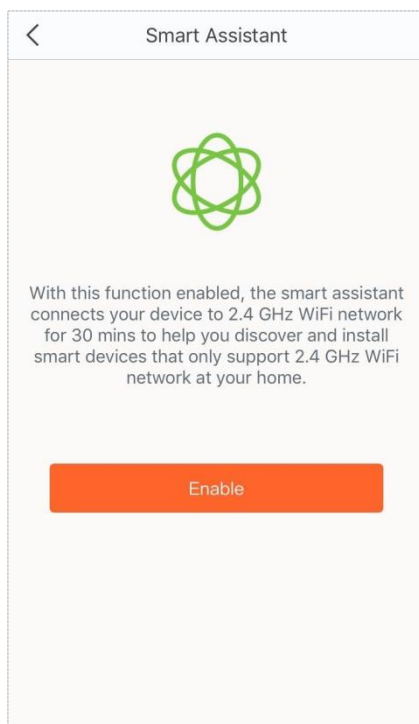 Smart Assistant
With this function enabled, the smart assistant
connects your device to 2.4 GHz WiFi network
for 30 mins to help you discover and install
smart devices that only support 2.4 GHz WiFi
network at your home.
Enable